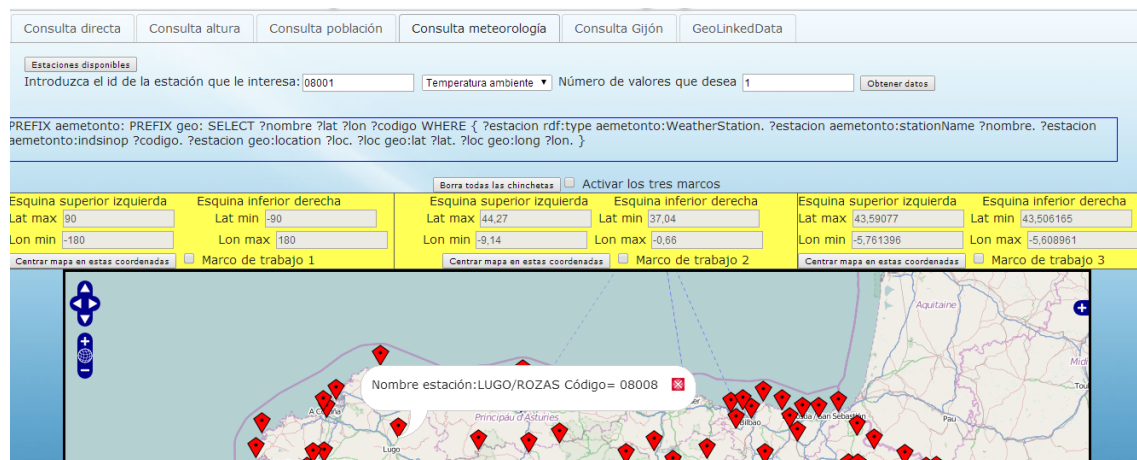 Consulta directa Consulta altura Consulta población Consulta meteorología Consulta Gijón GeoLinkedData
Estaciones disponibles
Introduzca el id de la estación que le interesa: 08001 Temperatura ambiente Número de valores que desea 1 Obtener datos
PREFIX aemetonto: PREFIX geo: SELECT ?nombre ?lat ?lon ?codigo WHERE { ?estacion rdf:type aemetonto:WeatherStation. ?estacion aemetonto:stationName ?nombre. ?estacion
aemetonto:indsinop ?codigo. ?estacion geo:location ?loc. ?loc geo:lat ?lat. ?loc geo:long ?lon. }
Borra todas las chinchetas Activar los tres marcos
Esquina superior izquierda Esquina inferior derecha Esquina superior izquierda Esquina inferior derecha Esquina superior izquierda Esquina inferior derecha
Lat max 90 Lat min -90 Lat max 44,27 Lat min 37,04 Lat max 43,59077 Lat min 43,506165
Lon min -180 Lon max 180 Lon min -9,14 Lon max -0,66 Lon min -5,761396 Lon max -5,608961
Centrar mapa en estas coordenadas Marco de trabajo 1 Centrar mapa en estas coordenadas Marco de trabajo 2 Centrar mapa en estas coordenadas Marco de trabajo 3
Aquitaine
Nombre estación:LUGO/ROZAS Código= 08008
Principáu d'Asturies
Bilbao
Pau
Lugo